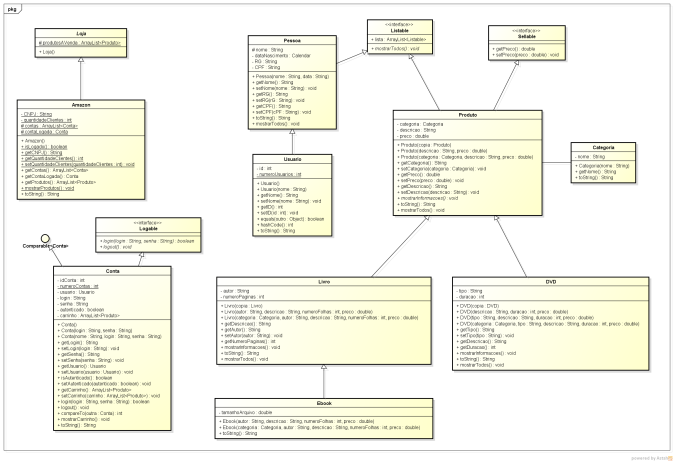 pkg
Loja
# produtosAVenda : ArrayList<Produto>
+ Loja()
Amazon
- CNPJ : String
- quantidadeClientes : int
# contas : ArrayList<Conta>
# contaLogada : Conta
+ Amazon()
+ isLogado() : boolean
+ getCNPJ() : String
+ getQuantidadeClientes() : int
+ setQuantidadeClientes(quantidadeClientes : int) : void
+ getContas() : ArrayList<Conta>
+ getContaLogada() : Conta
+ getProdutos() : ArrayList<Produto>
+ mostrarProdutos() : void
+ toString() : String
<<interface>>
Logable
+ login(login : String, senha : String) : boolean
+ logout() : void
Comparable<Conta>
Conta
- idConta : int
- numeroContas : int
- usuario : Usuario
- login : String
- senha : String
- autenticado : boolean
- carrinho : ArrayList<Produto>
+ Conta()
+ Conta(login : String, senha : String)
+ Conta(nome : String, login : String, senha : String)
+ getLogin() : String
+ setLogin(login : String) : void
+ getSenha() : String
+ setSenha(senha : String) : void
+ getUsuario() : Usuario
+ setUsuario(usuario : Usuario) : void
+ isAutenticado() : boolean
+ setAutenticado(autenticado : boolean) : void
+ getCarrinho() : ArrayList<Produto>
+ setCarrinho(carrinho : ArrayList<Produto>) : void
+ login(login : String, senha : String) : boolean
+ logout() : void
+ compareTo(outra : Conta) : int
+ mostrarCarrinho() : void
+ toString() : String
Pessoa
# nome : String
- dataNascimento : Calendar
- RG : String
- CPF : String
+ Pessoa(nome : String, data : String)
+ getNome() : String
+ setNome(nome : String) : void
+ getRG() : String
+ setRG(rG : String) : void
+ getCPF() : String
+ setCPF(cPF : String) : void
+ toString() : String
+ mostrarTodos() : void
Usuario
- id : int
- numeroUsuarios : int
+ Usuario()
+ Usuario(nome : String)
+ getNome() : String
+ setNome(nome : String) : void
+ getID() : int
+ setID(id : int) : void
+ equals(outro : Object) : boolean
+ hashCode() : int
+ toString() : String
<<interface>>
Listable
+ lista : ArrayList<Listable>
+ mostrarTodos() : void
<<interface>>
Sellable
+ getPreco() : double
+ setPreco(preco : double) : void
Produto
- categoria : Categoria
- descricao : String
- preco : double
+ Produto(copia : Produto)
+ Produto(descricao : String, preco : double)
+ Produto(categoria : Categoria, descricao : String, preco : double)
+ getCategoria() : String
+ setCategoria(categoria : Categoria) : void
+ getPreco() : double
+ setPreco(preco : double) : void
+ getDescricao() : String
+ setDescricao(descricao : String) : void
+ mostrarInformacoes() : void
+ toString() : String
+ mostrarTodos() : void
Categoria
- nome : String
+ Categoria(nome : String)
+ getNome() : String
+ toString() : String
Livro
- autor : String
- numeroPaginas : int
+ Livro(copia : Livro)
+ Livro(autor : String, descricao : String, numeroFolhas : int, preco : double)
+ Livro(categoria : Categoria, autor : String, descricao : String, numeroFolhas : int, preco : double)
+ getDescricao() : String
+ getAutor() : String
+ setAutor(autor : String) : void
+ getNumeroPaginas() : int
+ mostrarInformacoes() : void
+ toString() : String
+ mostrarTodos() : void
DVD
- tipo : String
- duracao : int
+ DVD(copia : DVD)
+ DVD(descricao : String, duracao : int, preco : double)
+ DVD(tipo : String, descricao : String, duracao : int, preco : double)
+ DVD(categoria : Categoria, tipo : String, descricao : String, duracao : int, preco : double)
+ getTipo() : String
+ setTipo(tipo : String) : void
+ getDescricao() : String
+ getDuracao() : int
+ mostrarInformacoes() : void
+ toString() : String
+ mostrarTodos() : void
Ebook
- tamanhoArquivo : double
+ Ebook(autor : String, descricao : String, numeroFolhas : int, preco : double)
+ Ebook(categoria : Categoria, autor : String, descricao : String, numeroFolhas : int, preco : double)
+ toString() : String
powered by Astah